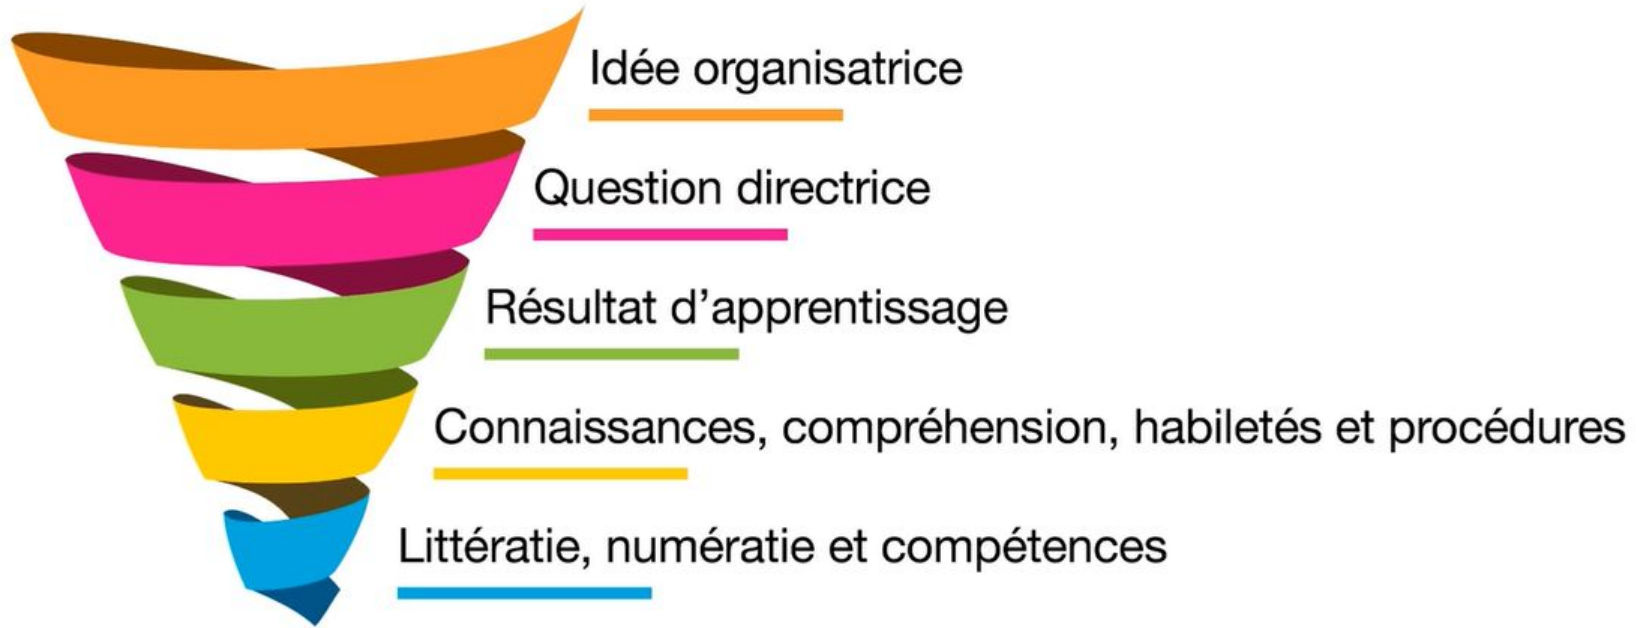 Idée organisatrice
Question directrice
Résultat d’apprentissage
Connaissances, compréhension, habiletés et procédures
Littératie, numératie et compétences